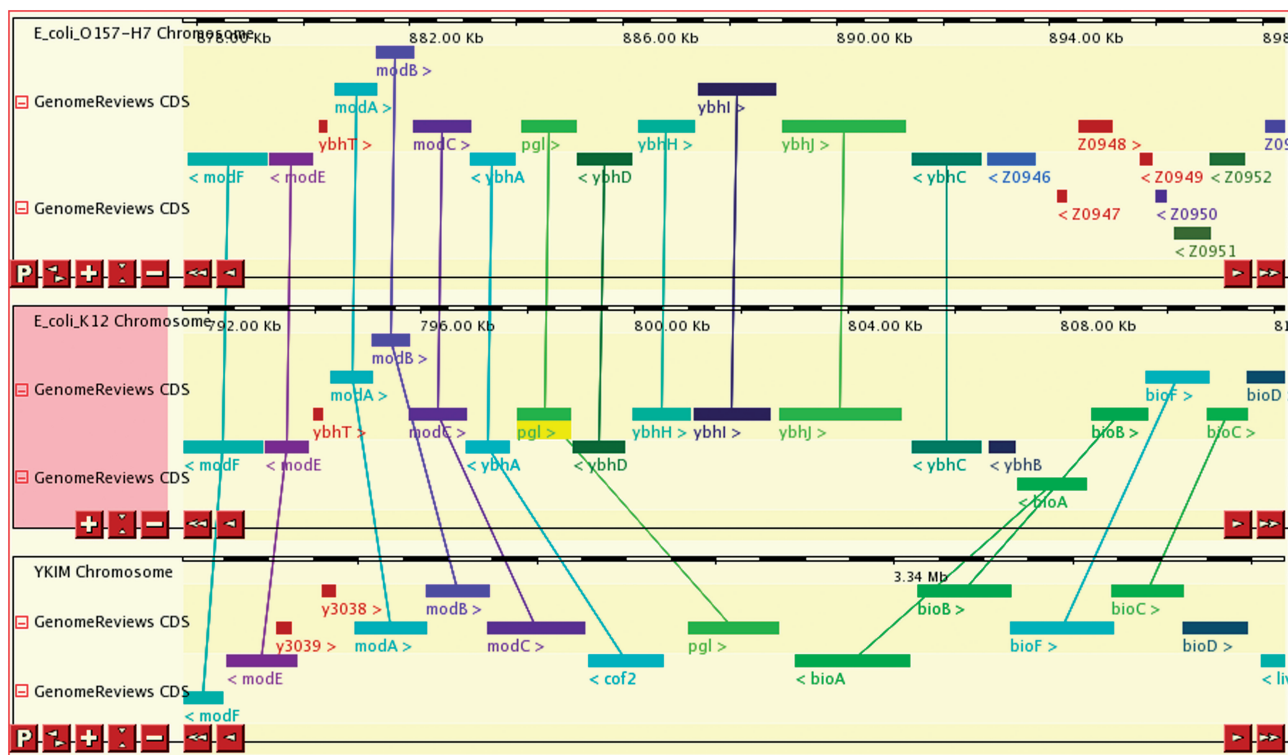 E_coli_O157-H7 Chromosome
878.00 Kb 882.00 Kb 886.00 Kb 890.00 Kb 894.00 Kb 898
modB >
GenomeReviews CDS
modA > ybhI >
ybhT > modC > pgl > ybhH > ybhJ > Z0948 >
< modF < modE < ybhA < ybhD < ybhC < Z0946 < Z0949 < Z0952
GenomeReviews CDS
< Z0947 < Z0950
< Z0951
P
E_coli_K12 Chromosome
792.00 Kb 796.00 Kb 800.00 Kb 804.00 Kb 808.00 Kb 81
modB >
GenomeReviews CDS
modA > bioF > bioD
ybhT > modC > pgl > ybhH > ybhI > ybhJ > bioB > bioC >
< modF < modE < ybhA < ybhD < ybhC < ybhB
GenomeReviews CDS
< bioA
YKIM Chromosome
3.34 Mb
y3038 > modB > bioB > bioC >
GenomeReviews CDS
y3039 > modA > modC > pgl > bioF > bioD >
< modE < cof2 < bioA < liv
GenomeReviews CDS
< modF
P